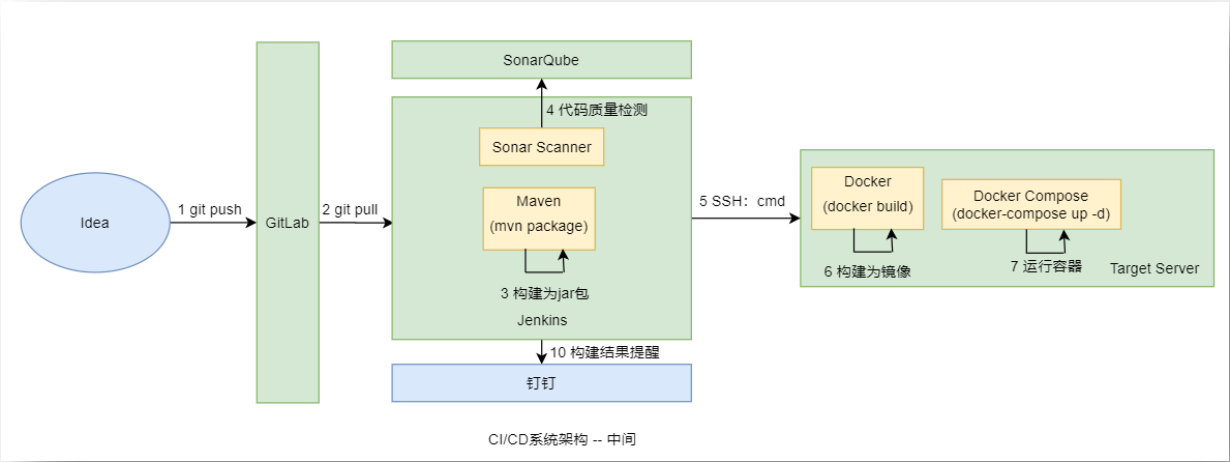 SonarQube
4 代码质量检测
Sonar Scanner
Idea
1 git push
GitLab
2 git pull
Maven
(mvn package)
3 构建为jar包
Jenkins
5 SSH：cmd
Docker
(docker build)
6 构建为镜像
Docker Compose
(docker-compose up -d)
7 运行容器
Target Server
10 构建结果提醒
钉钉
CI/CD系统架构 -- 中间